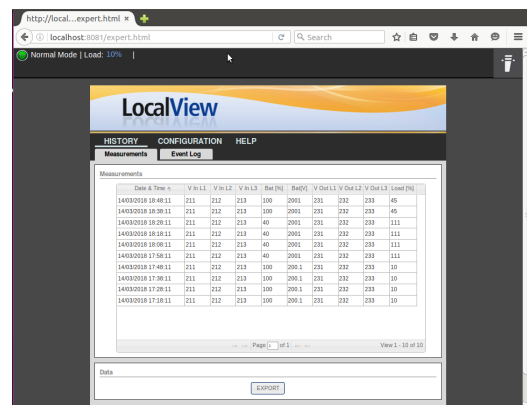 http://local...expert.html ×
localhost:8081/expert.html
Search
Normal Mode | Load: 10% |
LocalView
HISTORY CONFIGURATION HELP
Measurements Event Log
Measurements
Date & Time V In L1 V In L2 V In L3 Bat [%] Bat[V] V Out L1 V Out L2 V Out L3 Load [%]
14/03/2018 18:48:11 211 212 213 100 2001 231 232 233 45
14/03/2018 18:38:11 211 212 213 100 2001 231 232 233 45
14/03/2018 18:28:11 211 212 213 40 2001 231 232 233 111
14/03/2018 18:18:11 211 212 213 40 2001 231 232 233 111
14/03/2018 18:08:11 211 212 213 40 2001 231 232 233 111
14/03/2018 17:58:11 211 212 213 40 2001 231 232 233 111
14/03/2018 17:48:11 211 212 213 100 200.1 231 232 233 10
14/03/2018 17:38:11 211 212 213 100 200.1 231 232 233 10
14/03/2018 17:28:11 211 212 213 100 200.1 231 232 233 10
14/03/2018 17:18:11 211 212 213 100 200.1 231 232 233 10
Page 1 of 1 View 1 - 10 of 10
Data
EXPORT